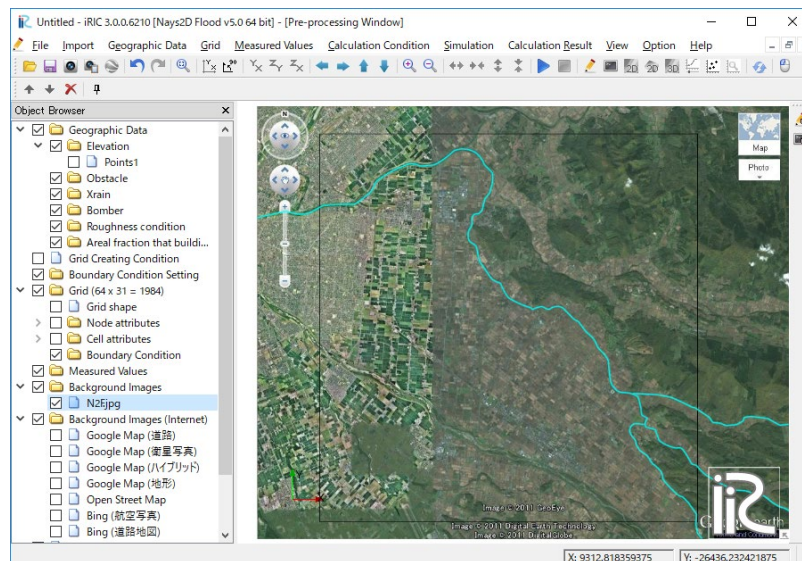 Untitled - iRIC 3.0.0.6210 [Nays2D Flood v5.0 64 bit] - [Pre-processing Window]
File Import Geographic Data Grid Measured Values Calculation Condition Simulation Calculation Result View Option Help
Object Browser
Geographic Data
Elevation
Points1
Obstacle
Xrain
Bomber
Roughness condition
Areal fraction that buildi...
Grid Creating Condition
Boundary Condition Setting
Grid (64 x 31 = 1984)
Grid shape
Node attributes
Cell attributes
Boundary Condition
Measured Values
Background Images
N2Ejpg
Background Images (Internet)
Google Map (道路)
Google Map (衛星写真)
Google Map (ハイブリッド)
Google Map (地形)
Open Street Map
Bing (航空写真)
Bing (道路地図)
N
Map
Photo
Image © 2011 GeoEye
Image © 2011 Digital Earth Technology
Image © 2011 DigitalGlobe
iRIC
X: 9312.818359375 Y: -26436.232421875